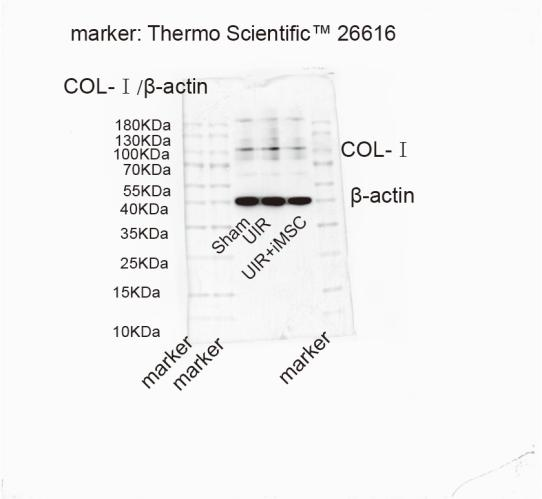 marker: Thermo Scientific™ 26616
COL-Ⅰ/β-actin
180KDa
130KDa
100KDa
70KDa
55KDa
40KDa
35KDa
25KDa
15KDa
10KDa
COL-Ⅰ
β-actin
Sham
UIR
UIR+iMSC
marker
marker
marker